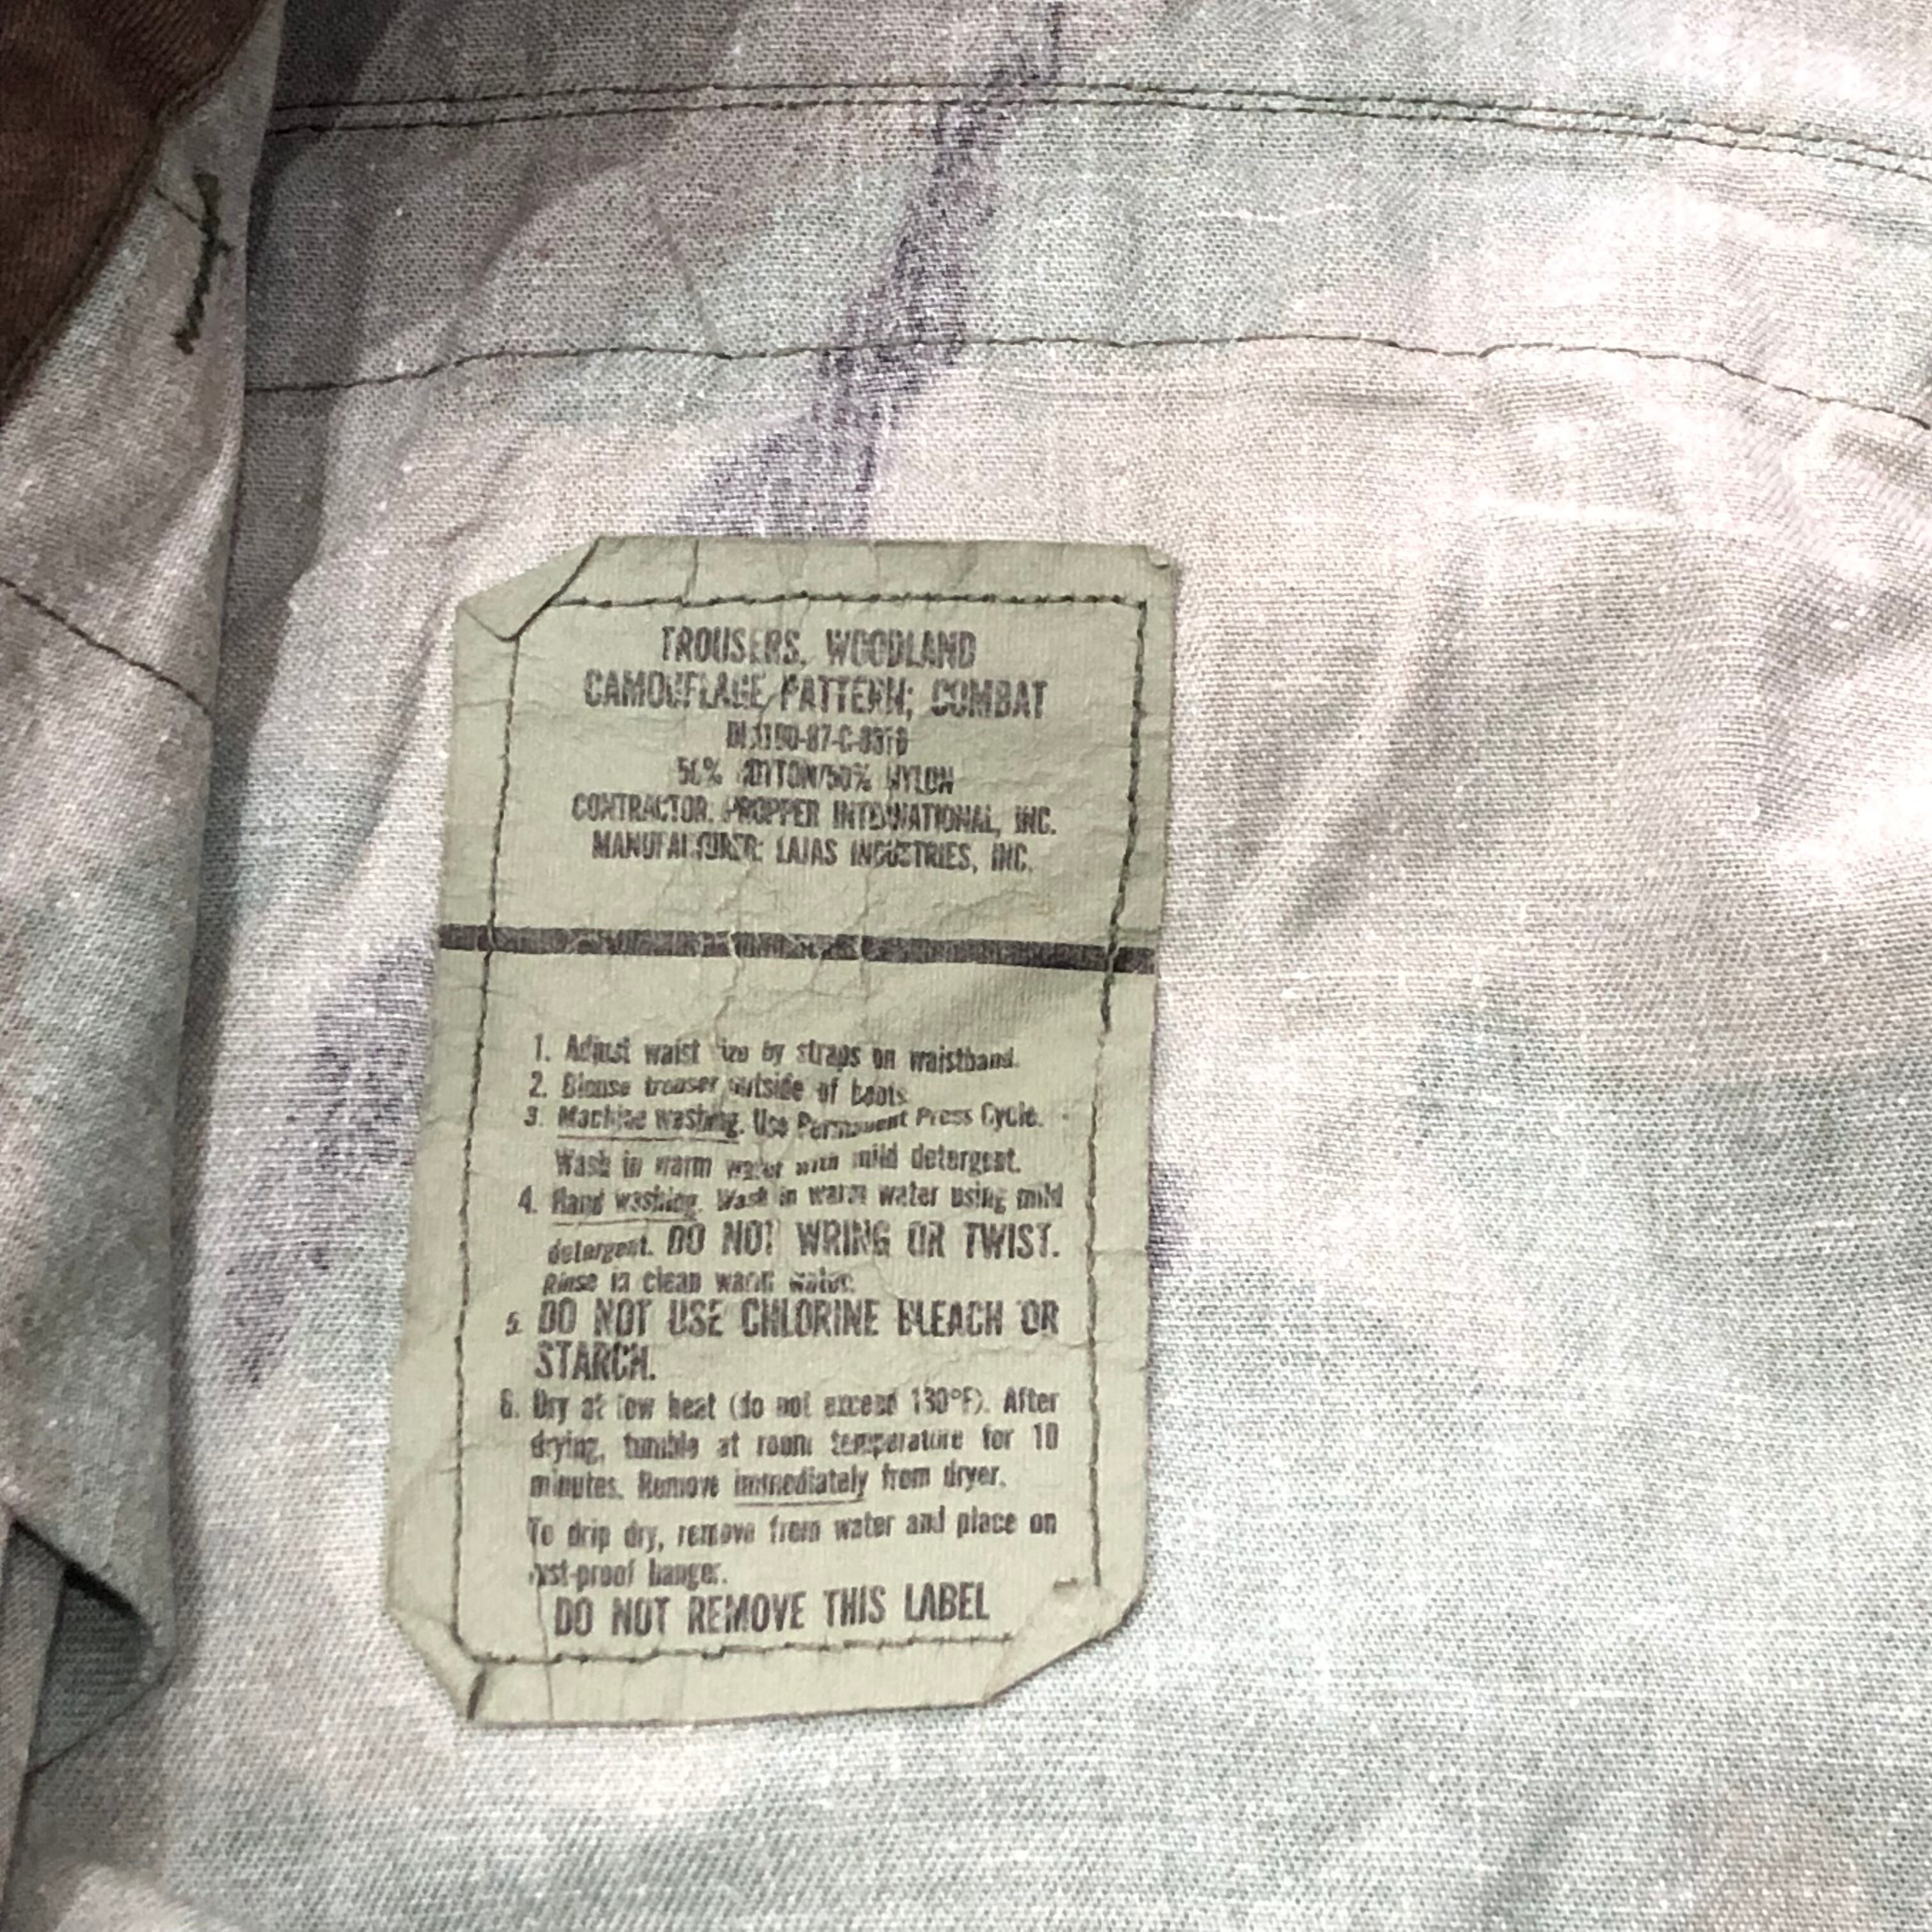 TROUSERS, WOODLAND
CAMOUFLAGE PATTERN; COMBAT
50% COTTON/50% NYLON
CONTRACTOR: PROPPER INTERNATIONAL, INC.
MANUFACTURER: LAJAS INDUSTRIES, INC.
1. Adjust waist size by straps on waistband.
2. Blouse trouser outside of boots.
3. Machine washing. Use Permanent Press Cycle.
Wash in warm water with mild detergent.
4. Hand washing. Wash in warm water using mild
detergent. DO NOT WRING OR TWIST.
Rinse in clean warm water.
5. DO NOT USE CHLORINE BLEACH OR
STARCH.
6. Dry at low heat (do not exceed 130°F). After
drying, tumble at room temperature for 10
minutes. Remove immediately from dryer.
To drip dry, remove from water and place on
rust-proof hanger.
DO NOT REMOVE THIS LABEL